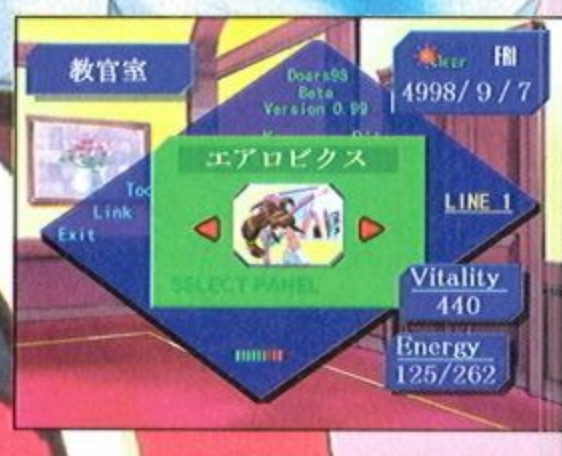 教官室
Clear FRI
4998/ 9 / 7
Doors98
Beta
Version 0.99
エアロビクス
Link
Exit
LINE 1
SELECT PANEL
Vitality
440
Energy
125/262